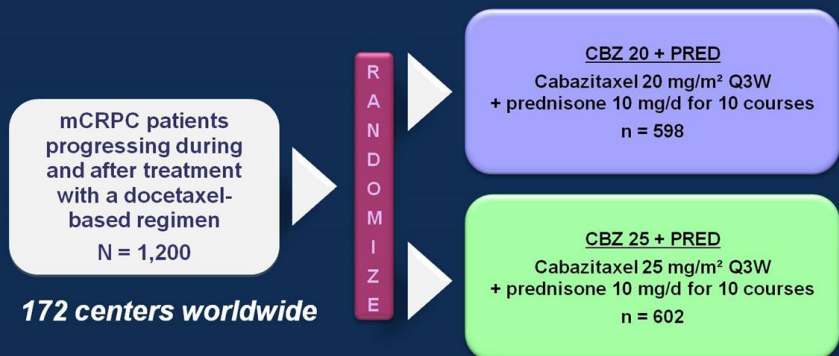 mCRPC patients
progressing during
and after treatment
with a docetaxel-
based regimen
N = 1,200
172 centers worldwide
RANDOMIZE
CBZ 20 + PRED
Cabazitaxel 20 mg/m² Q3W
+ prednisone 10 mg/d for 10 courses
n = 598
CBZ 25 + PRED
Cabazitaxel 25 mg/m² Q3W
+ prednisone 10 mg/d for 10 courses
n = 602